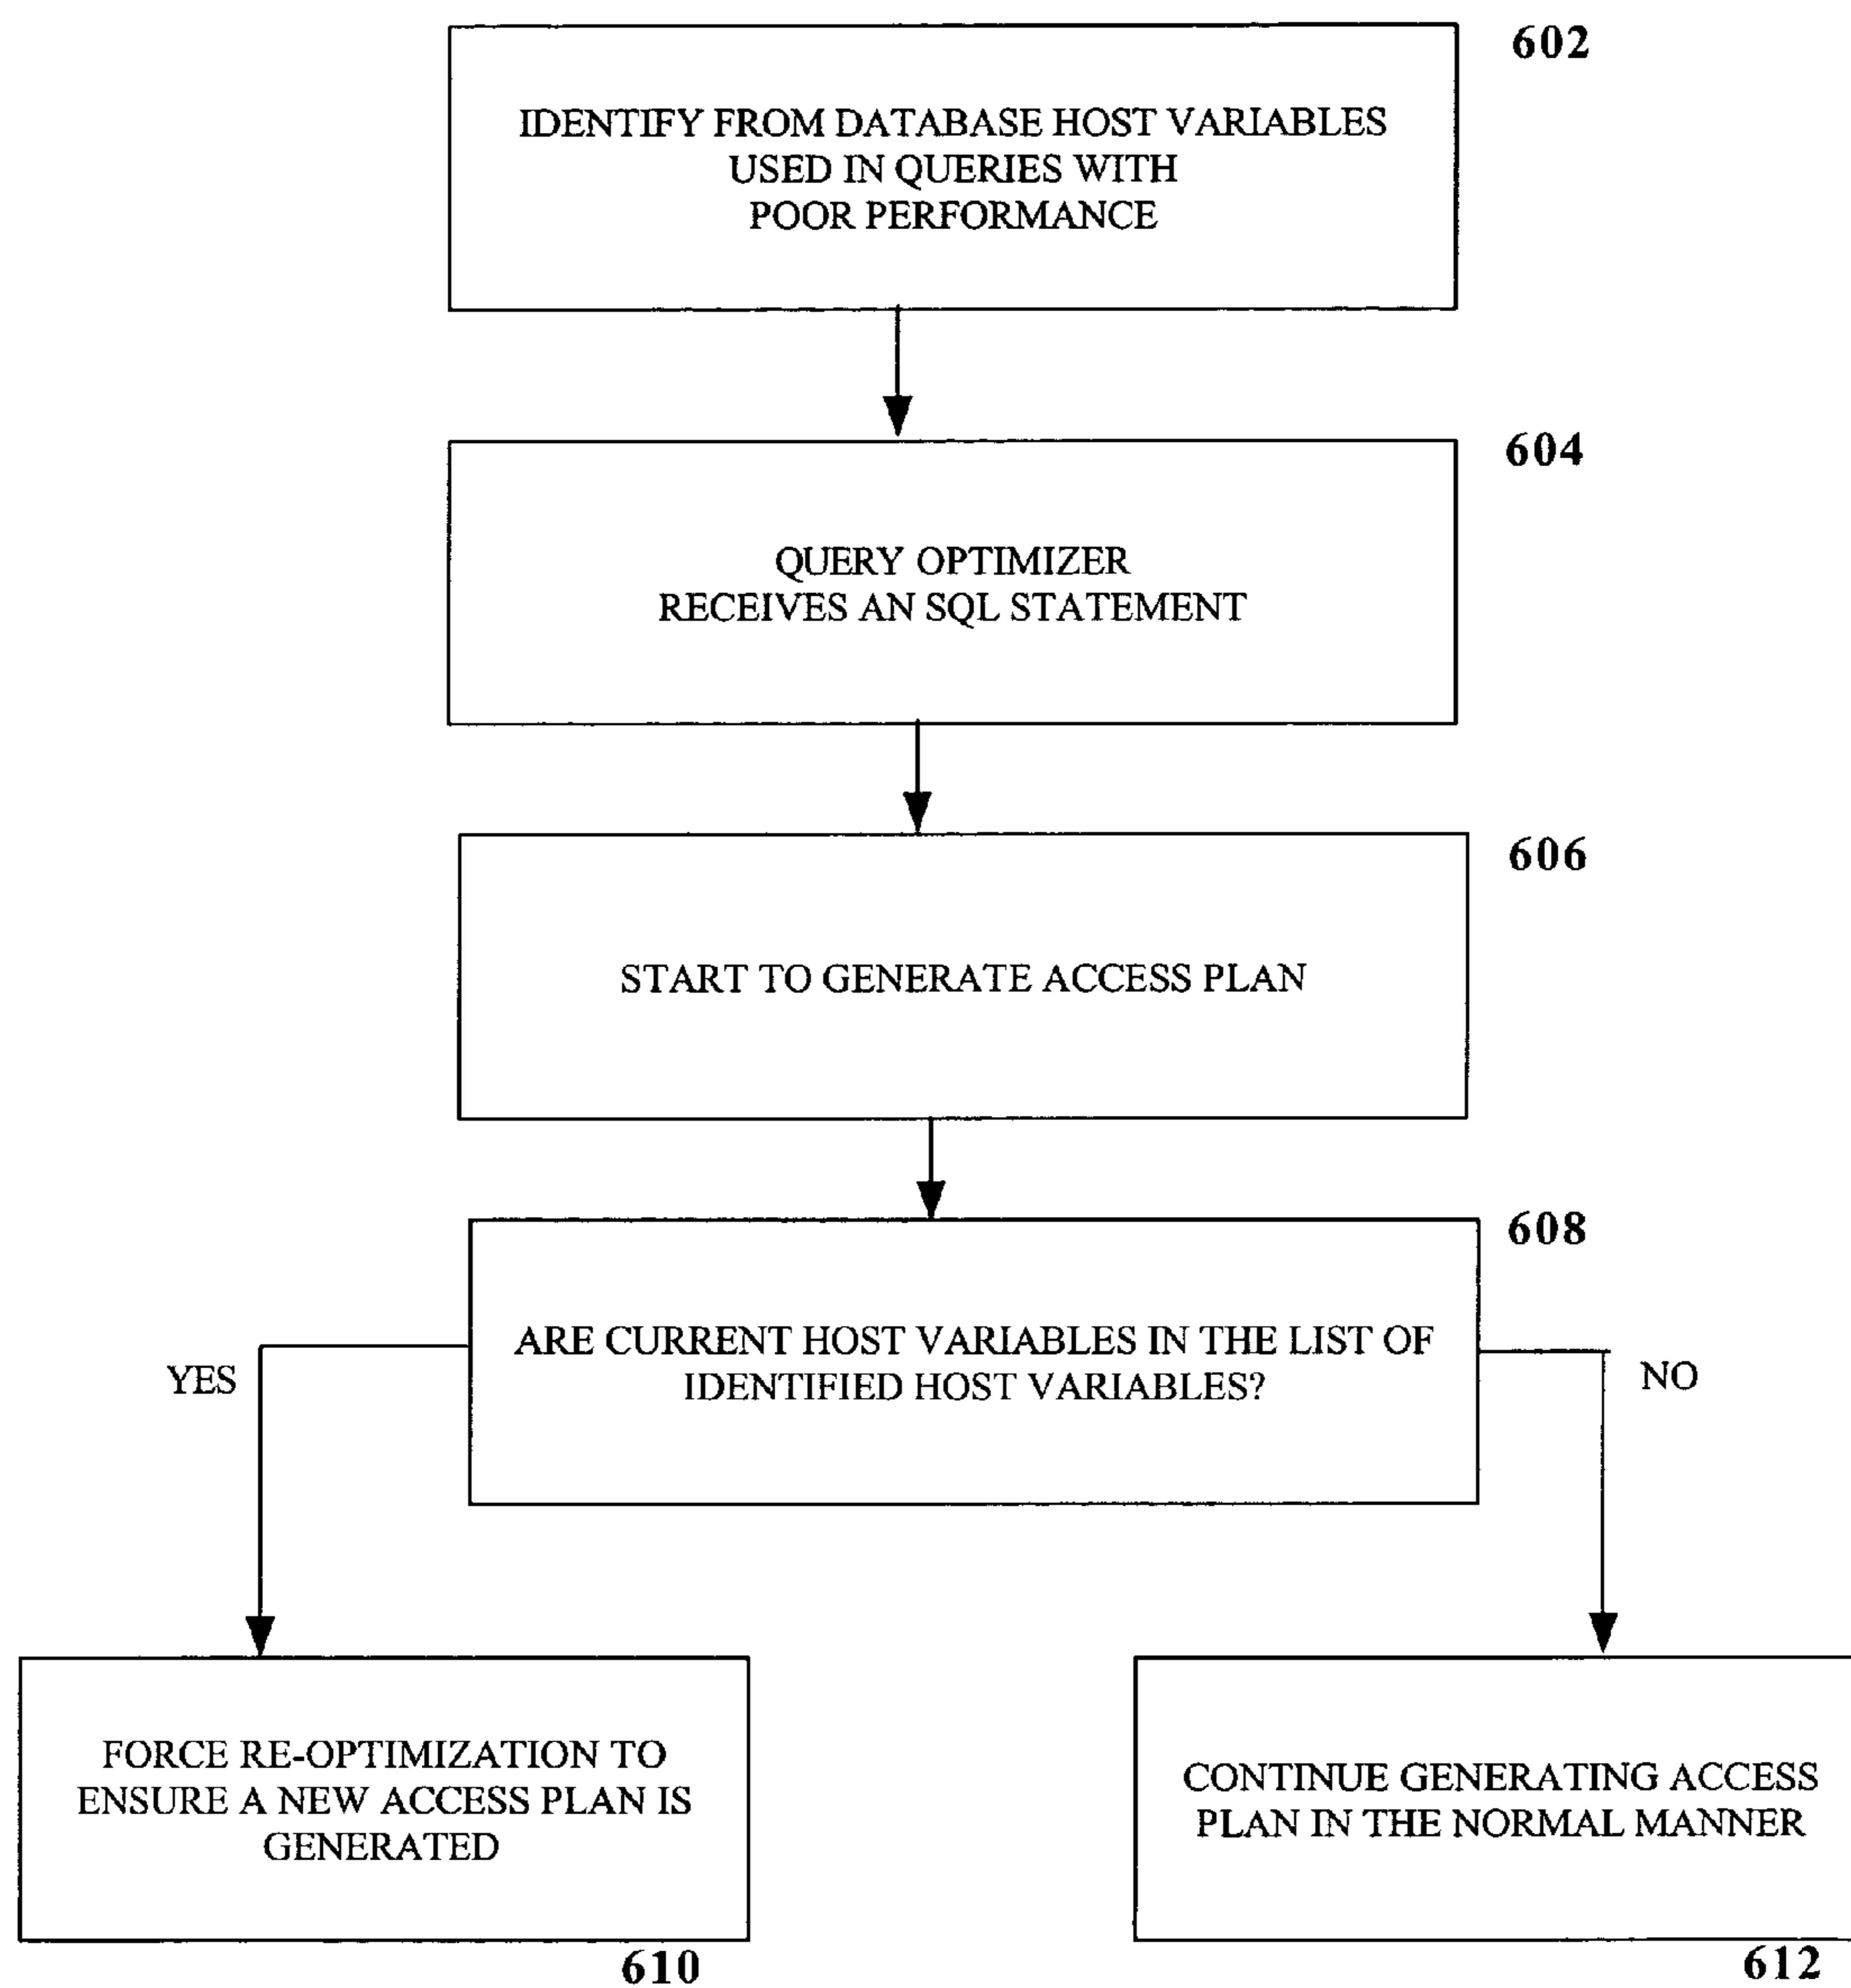 602
IDENTIFY FROM DATABASE HOST VARIABLES
USED IN QUERIES WITH
POOR PERFORMANCE
604
QUERY OPTIMIZER
RECEIVES AN SQL STATEMENT
606
START TO GENERATE ACCESS PLAN
608
ARE CURRENT HOST VARIABLES IN THE LIST OF
IDENTIFIED HOST VARIABLES?
YES
NO
FORCE RE-OPTIMIZATION TO
ENSURE A NEW ACCESS PLAN IS
GENERATED
610
CONTINUE GENERATING ACCESS
PLAN IN THE NORMAL MANNER
612